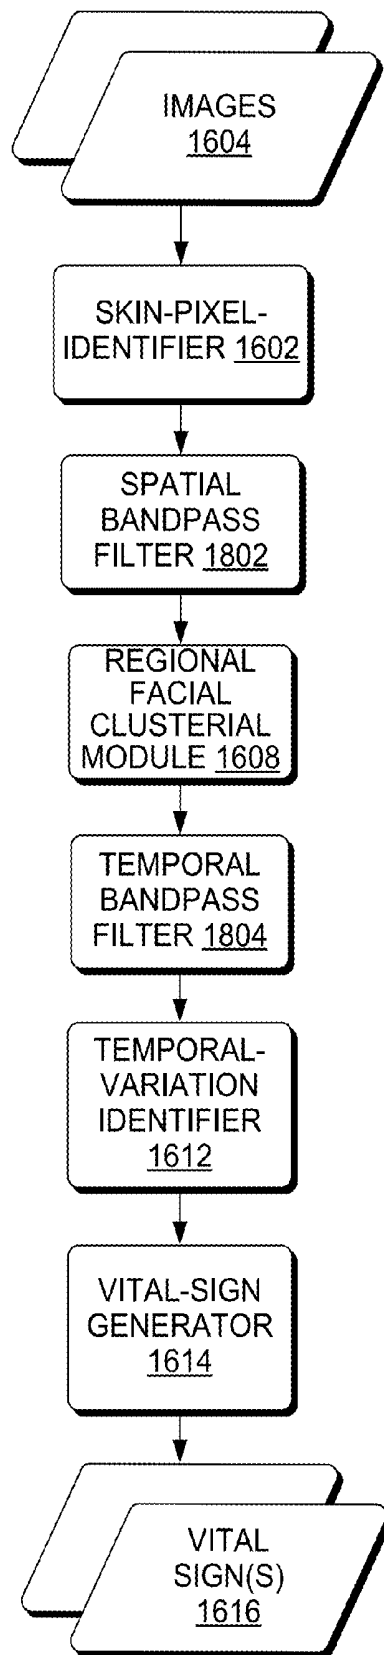 IMAGES
1604
SKIN-PIXEL-
IDENTIFIER 1602
SPATIAL
BANDPASS
FILTER 1802
REGIONAL
FACIAL
CLUSTERIAL
MODULE 1608
TEMPORAL
BANDPASS
FILTER 1804
TEMPORAL-
VARIATION
IDENTIFIER
1612
VITAL-SIGN
GENERATOR
1614
VITAL
SIGN(S)
1616